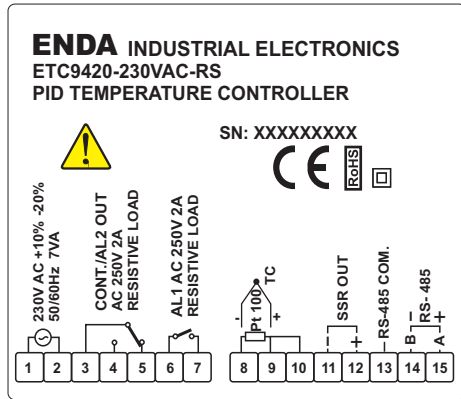 ENDA INDUSTRIAL ELECTRONICS
ETC9420-230VAC-RS
PID TEMPERATURE CONTROLLER
SN: XXXXXXXXX
CE
RoHS
230V AC +10% -20%
50/60Hz 7VA
CONT./AL2 OUT
AC 250V 2A
RESISTIVE LOAD
AL1 AC 250V 2A
RESISTIVE LOAD
TC
- Pt 100 +
SSR OUT
- +
RS-485 COM.
RS- 485
- +
B A
1 2 3 4 5 6 7 8 9 10 11 12 13 14 15